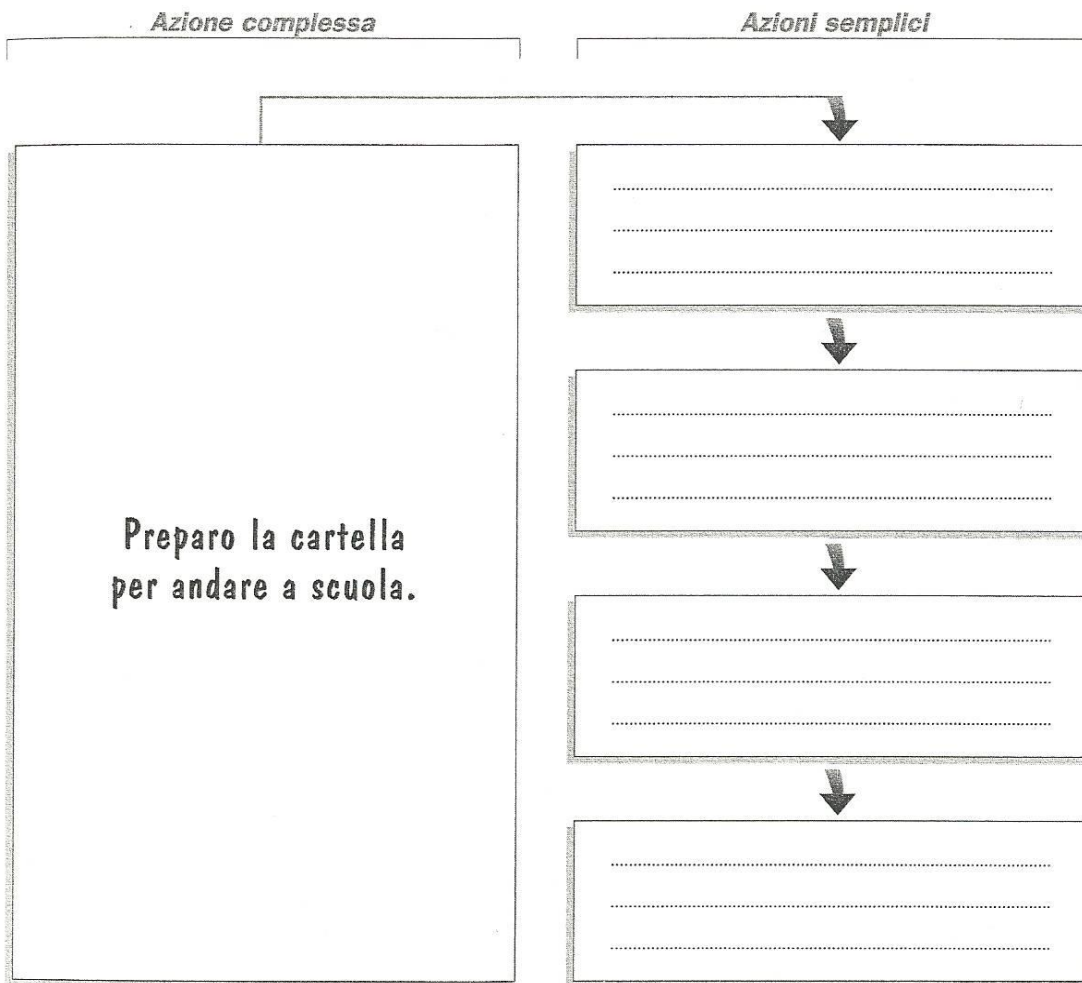 Azione complessa
Azioni semplici
Preparo la cartella
per andare a scuola.